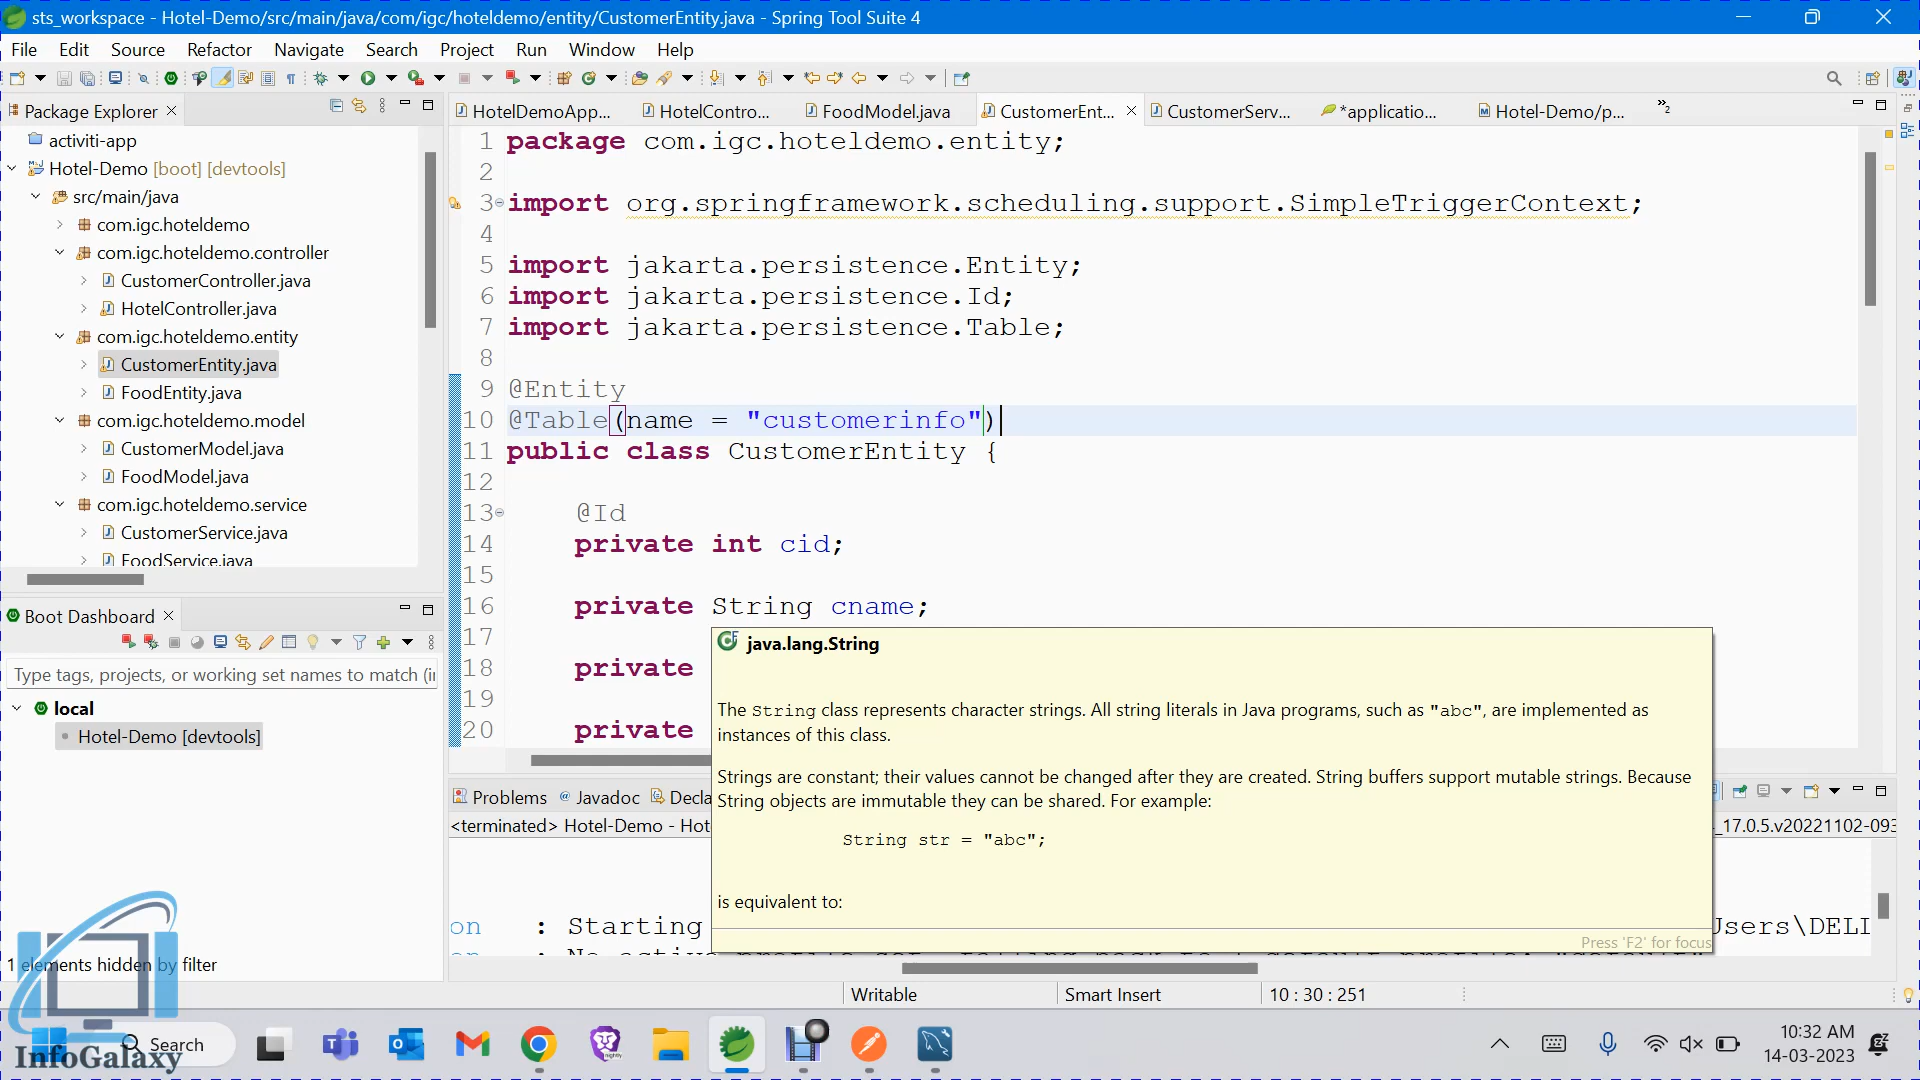 sts_workspace - Hotel-Demo/src/main/java/com/igc/hoteldemo/entity/CustomerEntity.java - Spring Tool Suite 4
File Edit Source Refactor Navigate Search Project Run Window Help
Package Explorer
HotelDemoApp... HotelContro... FoodModel.java CustomerEnt... CustomerServ... *applicatio... Hotel-Demo/p... »2
activiti-app
Hotel-Demo [boot] [devtools]
src/main/java
com.igc.hoteldemo
com.igc.hoteldemo.controller
CustomerController.java
HotelController.java
com.igc.hoteldemo.entity
CustomerEntity.java
FoodEntity.java
com.igc.hoteldemo.model
CustomerModel.java
FoodModel.java
com.igc.hoteldemo.service
CustomerService.java
FoodService.java
1 package com.igc.hoteldemo.entity;
2
3 import org.springframework.scheduling.support.SimpleTriggerContext;
4
5 import jakarta.persistence.Entity;
6 import jakarta.persistence.Id;
7 import jakarta.persistence.Table;
8
9 @Entity
10 @Table(name = "customerinfo")
11 public class CustomerEntity {
12
13 @Id
14 private int cid;
15
16 private String cname;
17
18 private
19
20 private
java.lang.String
The String class represents character strings. All string literals in Java programs, such as "abc", are implemented as
instances of this class.
Strings are constant; their values cannot be changed after they are created. String buffers support mutable strings. Because
String objects are immutable they can be shared. For example:
String str = "abc";
is equivalent to:
Press 'F2' for focus
Boot Dashboard
Type tags, projects, or working set names to match (i
local
Hotel-Demo [devtools]
1 elements hidden by filter
Problems Javadoc Decla
<terminated> Hotel-Demo - Hot
_17.0.5.v20221102-093
on : Starting
Users\DELL
Writable Smart Insert 10 : 30 : 251
InfoGalaxy
Search
10:32 AM
14-03-2023